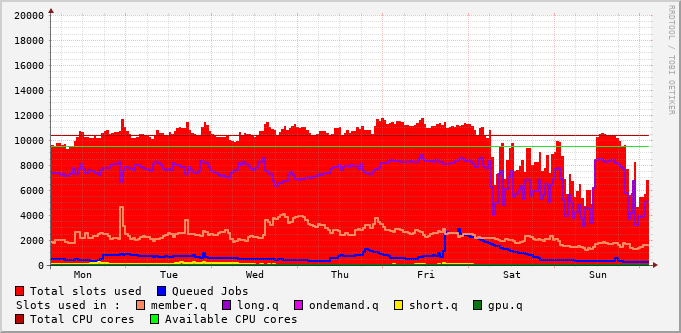 20000
18000
16000
14000
12000
10000
8000
6000
4000
2000
0
Mon Tue Wed Thu Fri Sat Sun
Total slots used Queued Jobs
Slots used in : member.q long.q ondemand.q short.q gpu.q
Total CPU cores Available CPU cores
RRDTOOL / TOBI OETIKER